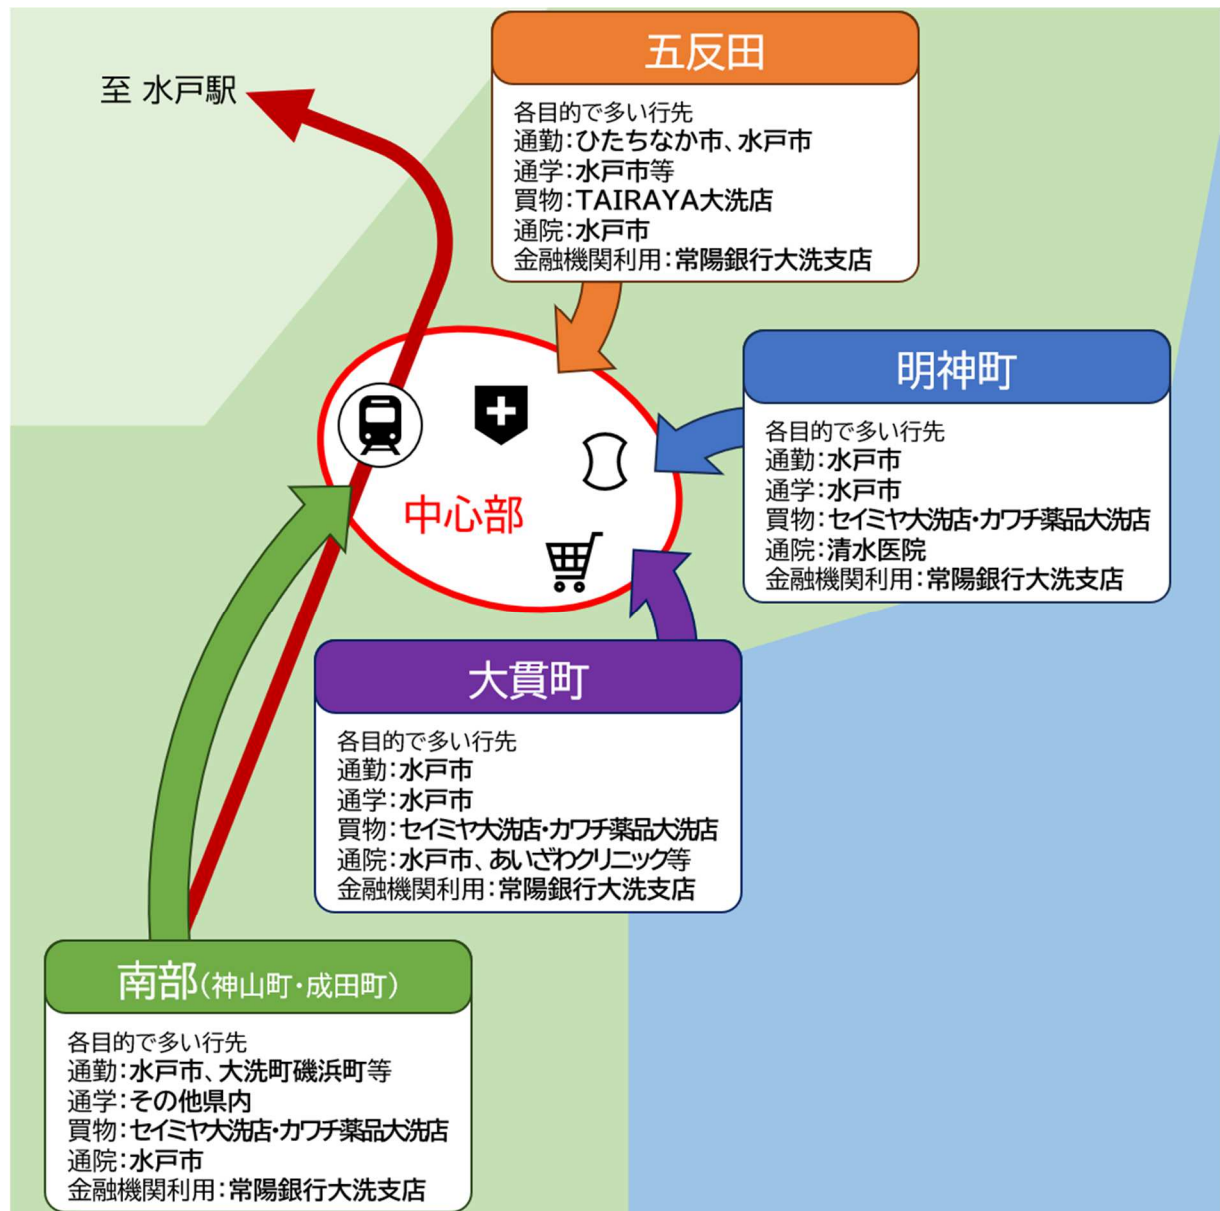 至 水戸駅
五反田
各目的で多い行先
通勤：ひたちなか市、水戸市
通学：水戸市等
買物：TAIRAYA大洗店
通院：水戸市
金融機関利用：常陽銀行大洗支店
明神町
各目的で多い行先
通勤：水戸市
通学：水戸市
買物：セイミヤ大洗店・カワチ薬品大洗店
通院：清水医院
金融機関利用：常陽銀行大洗支店
中心部
大貫町
各目的で多い行先
通勤：水戸市
通学：水戸市
買物：セイミヤ大洗店・カワチ薬品大洗店
通院：水戸市、あいざわクリニック等
金融機関利用：常陽銀行大洗支店
南部（神山町・成田町）
各目的で多い行先
通勤：水戸市、大洗町磯浜町等
通学：その他県内
買物：セイミヤ大洗店・カワチ薬品大洗店
通院：水戸市
金融機関利用：常陽銀行大洗支店